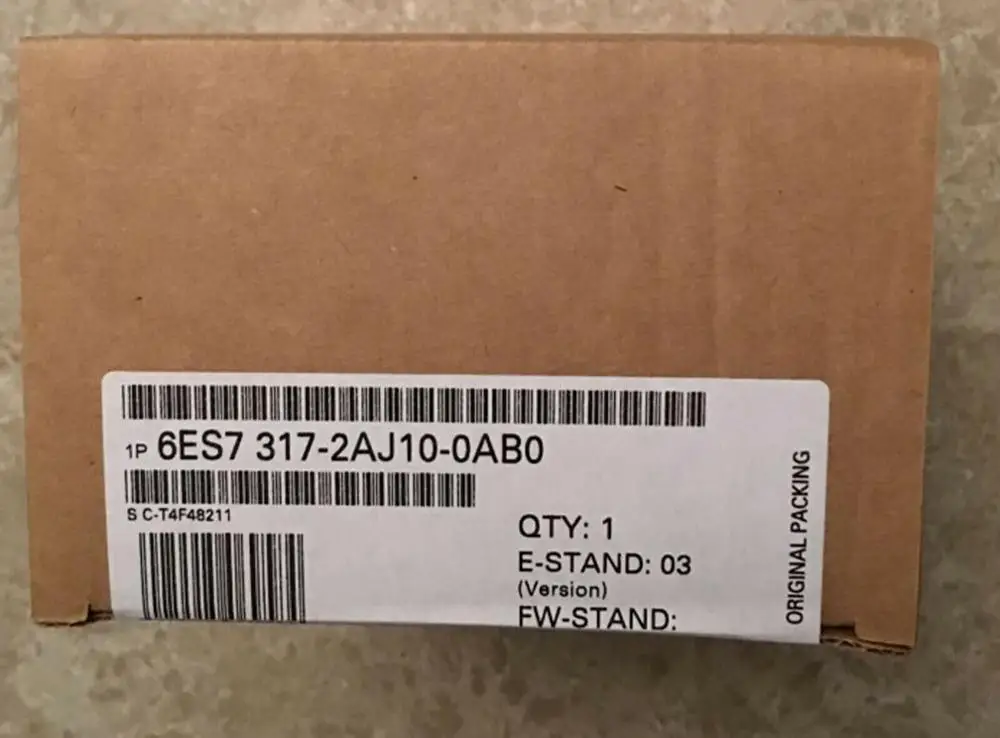 1P 6ES7 317-2AJ10-0AB0
S C-T4F48211
QTY: 1
E-STAND: 03
(Version)
FW-STAND:
ORIGINAL PACKING